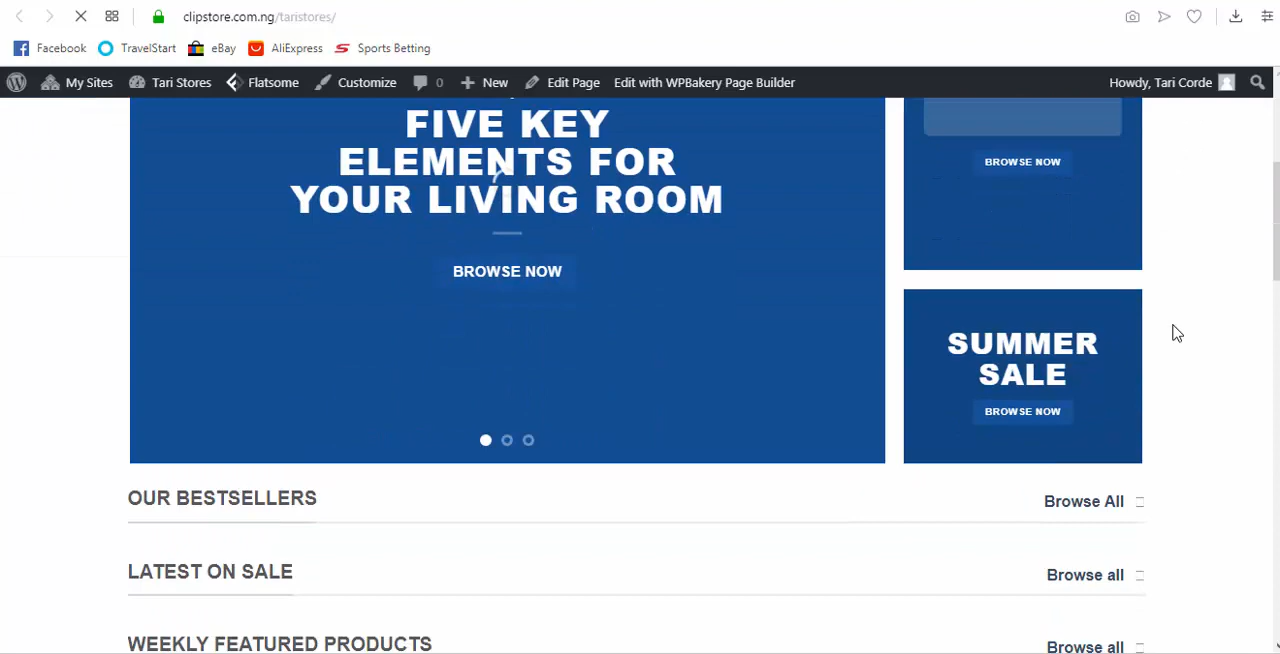 clipstore.com.ng/taristores/
Facebook TravelStart eBay AliExpress Sports Betting
My Sites Tari Stores Flatsome Customize 0 New Edit Page Edit with WPBakery Page Builder Howdy, Tari Corde
FIVE KEY
ELEMENTS FOR
YOUR LIVING ROOM
BROWSE NOW
BROWSE NOW
SUMMER
SALE
BROWSE NOW
OUR BESTSELLERS Browse All
LATEST ON SALE Browse all
WEEKLY FEATURED PRODUCTS Browse all